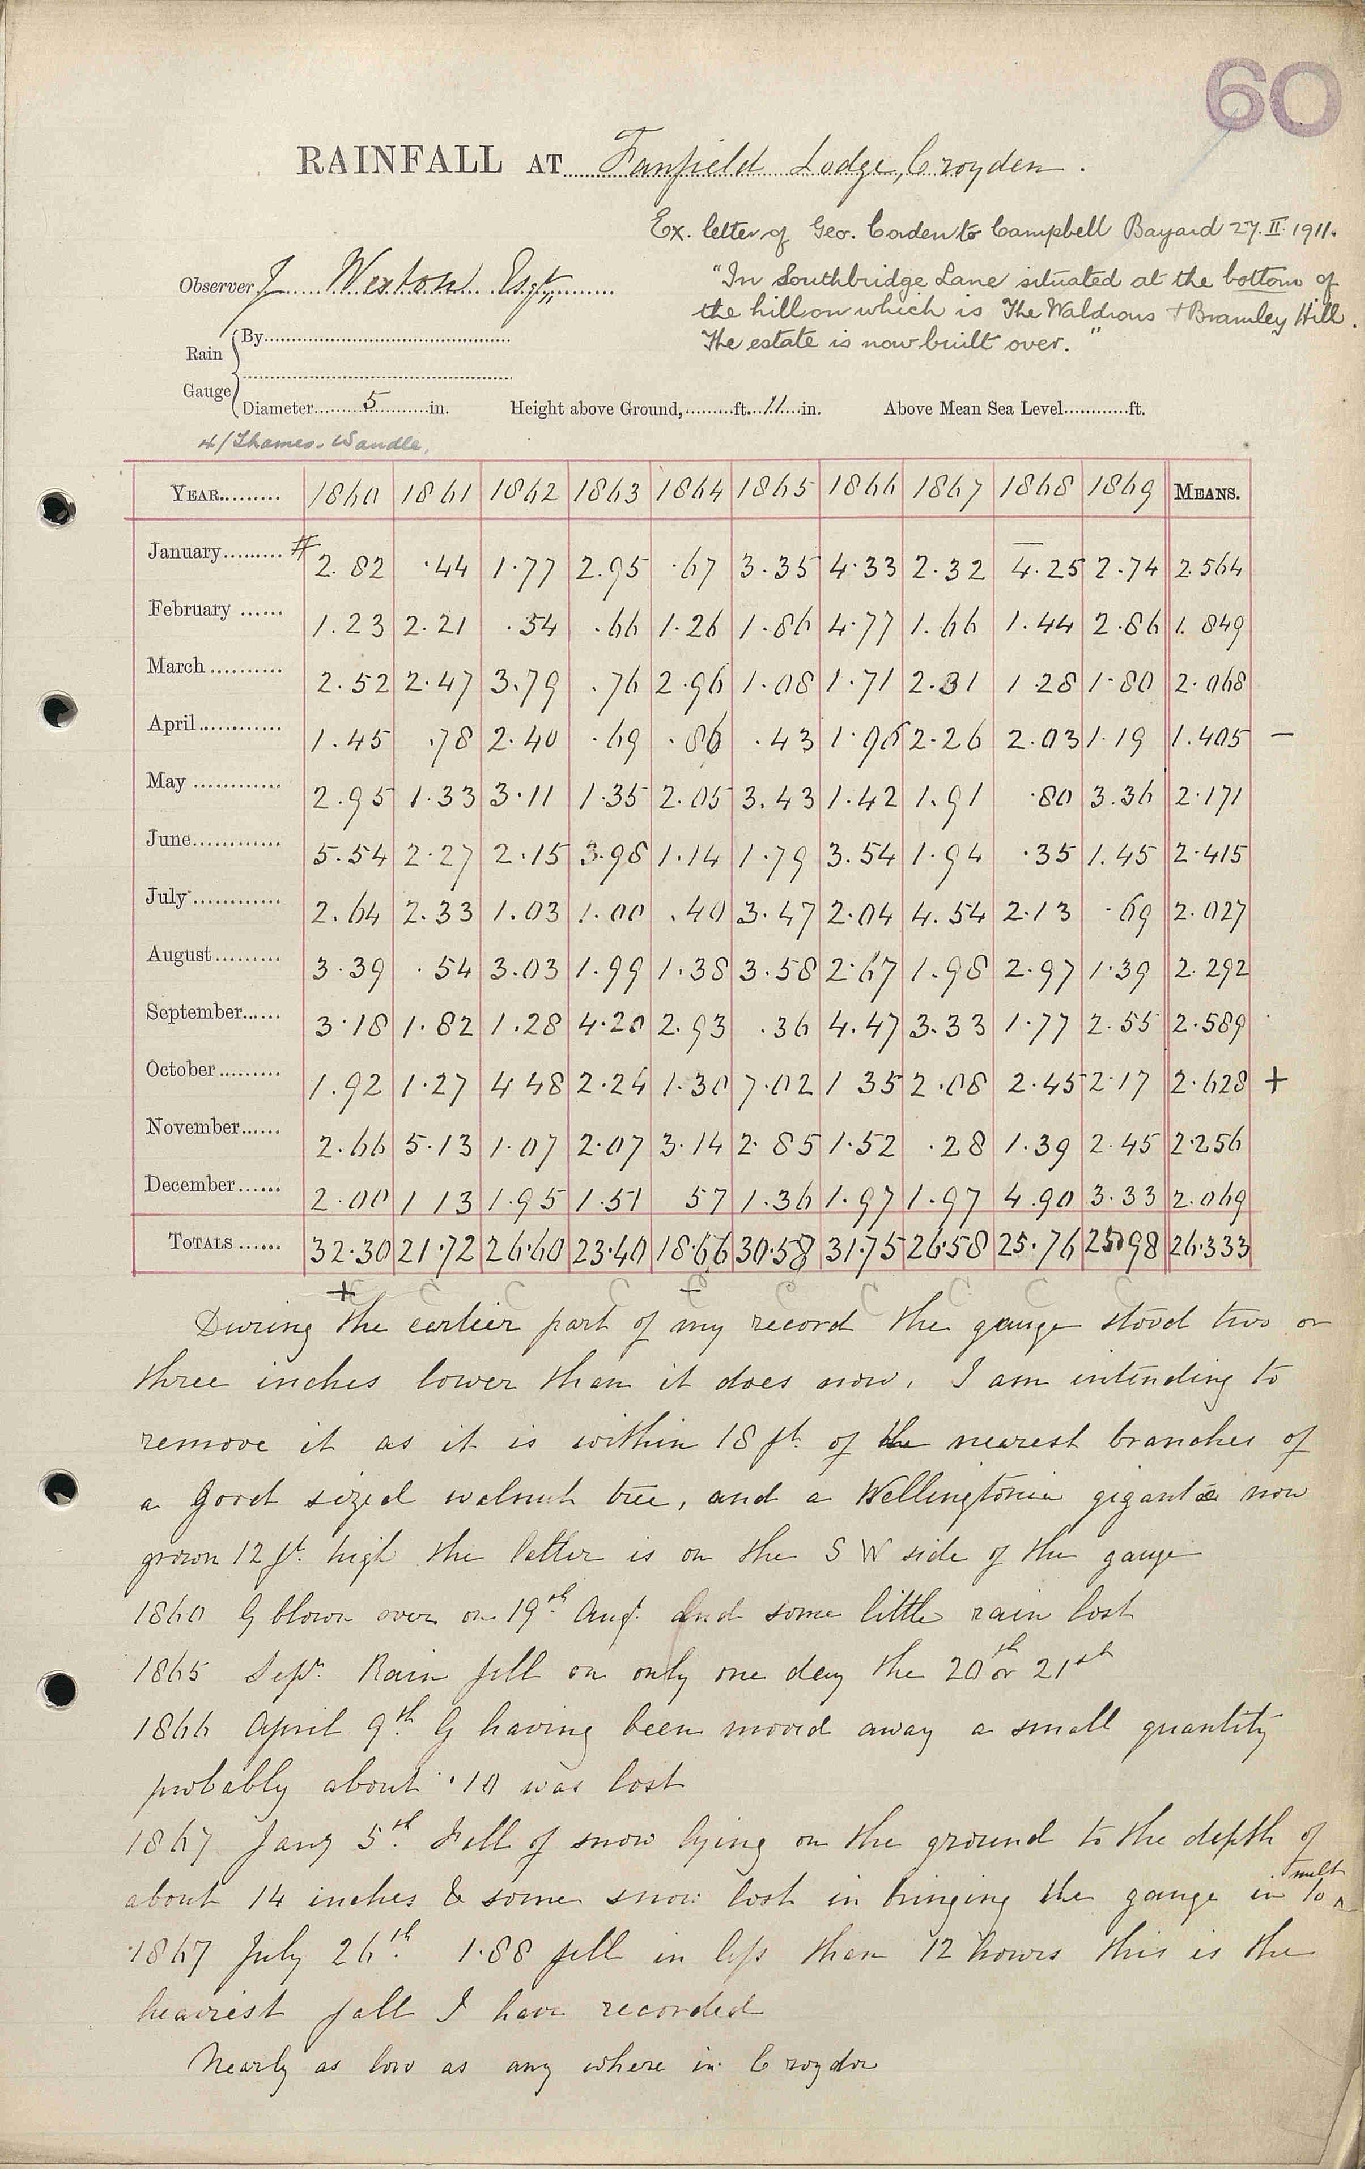 60
RAINFALL AT Fanfield Lodge, Croyden.
Ex. letter of Geo. Corden to Campbell Bayard 27.II.1911.
"In Southbridge Lane situated at the bottom of
the hills on which is The Waldrons + Bramley Hill.
The estate is now built over."
Observer J Weston Esqr.
Rain Gauge
By
Diameter 5 in. Height above Ground, ft. 11 in. Above Mean Sea Level ft.
4/Thames. Wandle.
YEAR 1860 1861 1862 1863 1864 1865 1866 1867 1868 1869 MEANS.
January # 2.82 .44 1.77 2.95 .67 3.35 4.33 2.32 4.25 2.74 2.564
February 1.23 2.21 .54 .66 1.26 1.86 4.77 1.66 1.44 2.86 1.849
March 2.52 2.47 3.79 .76 2.96 1.08 1.71 2.31 1.28 1.80 2.068
April 1.45 .78 2.40 .69 .86 .43 1.96 2.26 2.03 1.19 1.405 –
May 2.95 1.33 3.11 1.35 2.05 3.43 1.42 1.91 .80 3.36 2.171
June 5.54 2.27 2.15 3.98 1.14 1.79 3.54 1.94 .35 1.45 2.415
July 2.64 2.33 1.03 1.00 .40 3.47 2.04 4.54 2.13 .69 2.027
August 3.39 .54 3.03 1.99 1.38 3.58 2.67 1.98 2.97 1.39 2.292
September 3.18 1.82 1.28 4.20 2.93 .36 4.47 3.33 1.77 2.55 2.589
October 1.92 1.27 4 48 2.24 1.30 7.02 1 35 2.08 2.45 2.17 2.628 +
November 2.66 5.13 1.07 2.07 3.14 2.85 1.52 .28 1.39 2.45 2.256
December 2.00 1 13 1.95 1.51 57 1.36 1.97 1.97 4.90 3.33 2.069
TOTALS 32.30 21.72 26.60 23.40 18.66 30.58 31.75 26.58 25.76 25.98 26.333
+ C C C C C C C C C
During the earlier part of my record the gauge stood two or
three inches lower than it does now. I am intending to
remove it as it is within 18 ft. of the nearest branches of
a good sized walnut tree, and a Wellingtonia gigantea now
grown 12 ft. high the latter is on the S W side of the gauge
1860 G blown over on 19th Augt. and some little rain lost
1865 Sept. Rain fell on only one day the 20th or 21st
1866 April 9th. G having been moved away a small quantity
probably about .10 was lost
1867 Jany 5th. Fall of snow lying on the ground to the depth of
about 14 inches & some snow lost in bringing the gauge in to melt
1867 July 26th. 1.88 fell in less than 12 hours this is the
heaviest fall I have recorded
Nearly as low as any where in Croydon